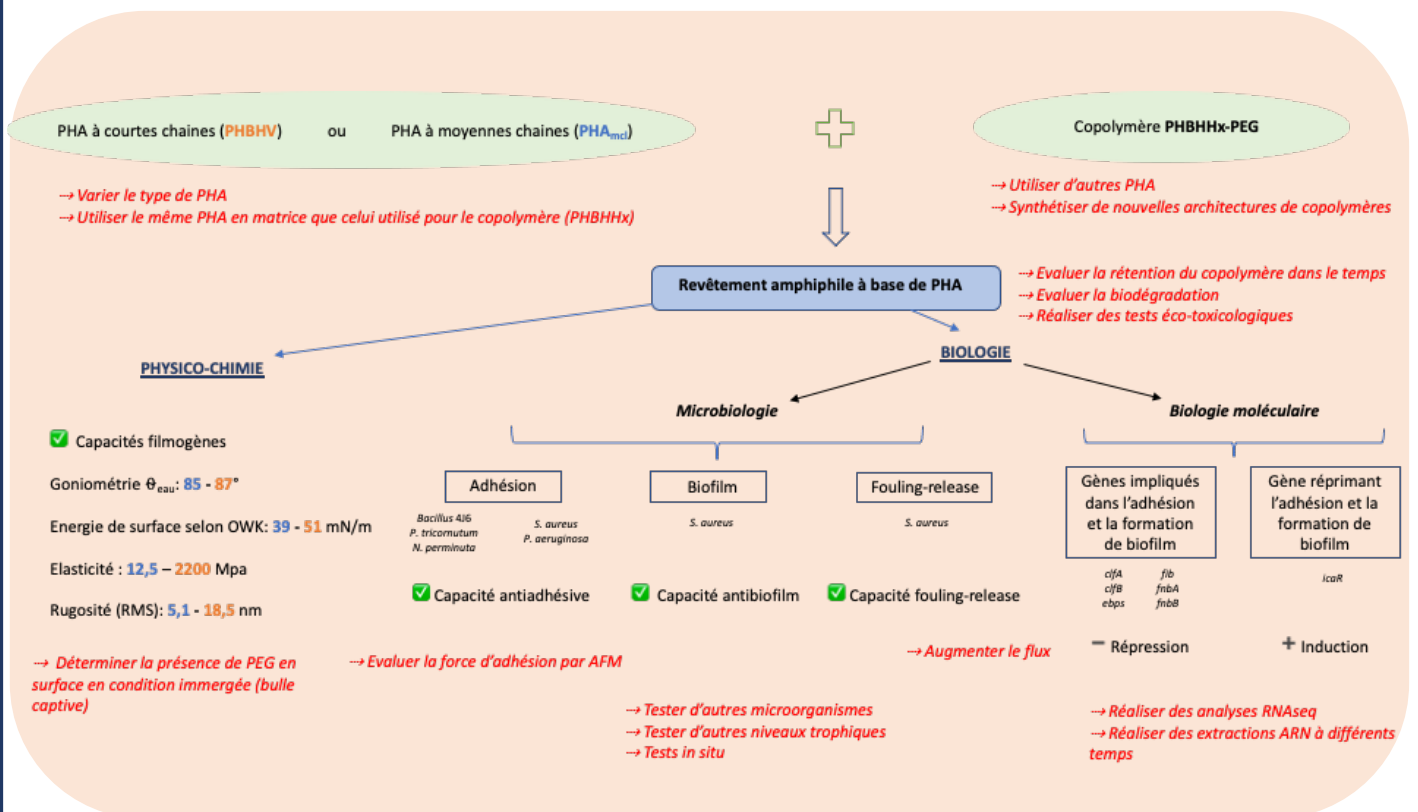 PHA à courtes chaines (PHBHV) ou PHA à moyennes chaines (PHAmcl)
Copolymère PHBHHx-PEG
⤍ Varier le type de PHA
⤍ Utiliser le même PHA en matrice que celui utilisé pour le copolymère (PHBHHx)
⤍ Utiliser d'autres PHA
⤍ Synthétiser de nouvelles architectures de copolymères
Revêtement amphiphile à base de PHA
⤍ Evaluer la rétention du copolymère dans le temps
⤍ Evaluer la biodégradation
⤍ Réaliser des tests éco-toxicologiques
PHYSICO-CHIMIE
BIOLOGIE
Microbiologie
Biologie moléculaire
✅ Capacités filmogènes
Goniométrie θeau: 85 - 87°
Energie de surface selon OWK: 39 - 51 mN/m
Elasticité : 12,5 – 2200 Mpa
Rugosité (RMS): 5,1 - 18,5 nm
⤍ Déterminer la présence de PEG en
surface en condition immergée (bulle
captive)
Adhésion
Bacillus 4J6
P. tricornutum
N. perminuta
S. aureus
P. aeruginosa
✅ Capacité antiadhésive
⤍ Evaluer la force d'adhésion par AFM
Biofilm
S. aureus
✅ Capacité antibiofilm
Fouling-release
S. aureus
✅ Capacité fouling-release
⤍ Augmenter le flux
⤍ Tester d'autres microorganismes
⤍ Tester d'autres niveaux trophiques
⤍ Tests in situ
Gènes impliqués
dans l'adhésion
et la formation
de biofilm
clfA fib
clfB fnbA
ebps fnbB
− Répression
Gène réprimant
l'adhésion et la
formation de
biofilm
icaR
+ Induction
⤍ Réaliser des analyses RNAseq
⤍ Réaliser des extractions ARN à différents
temps